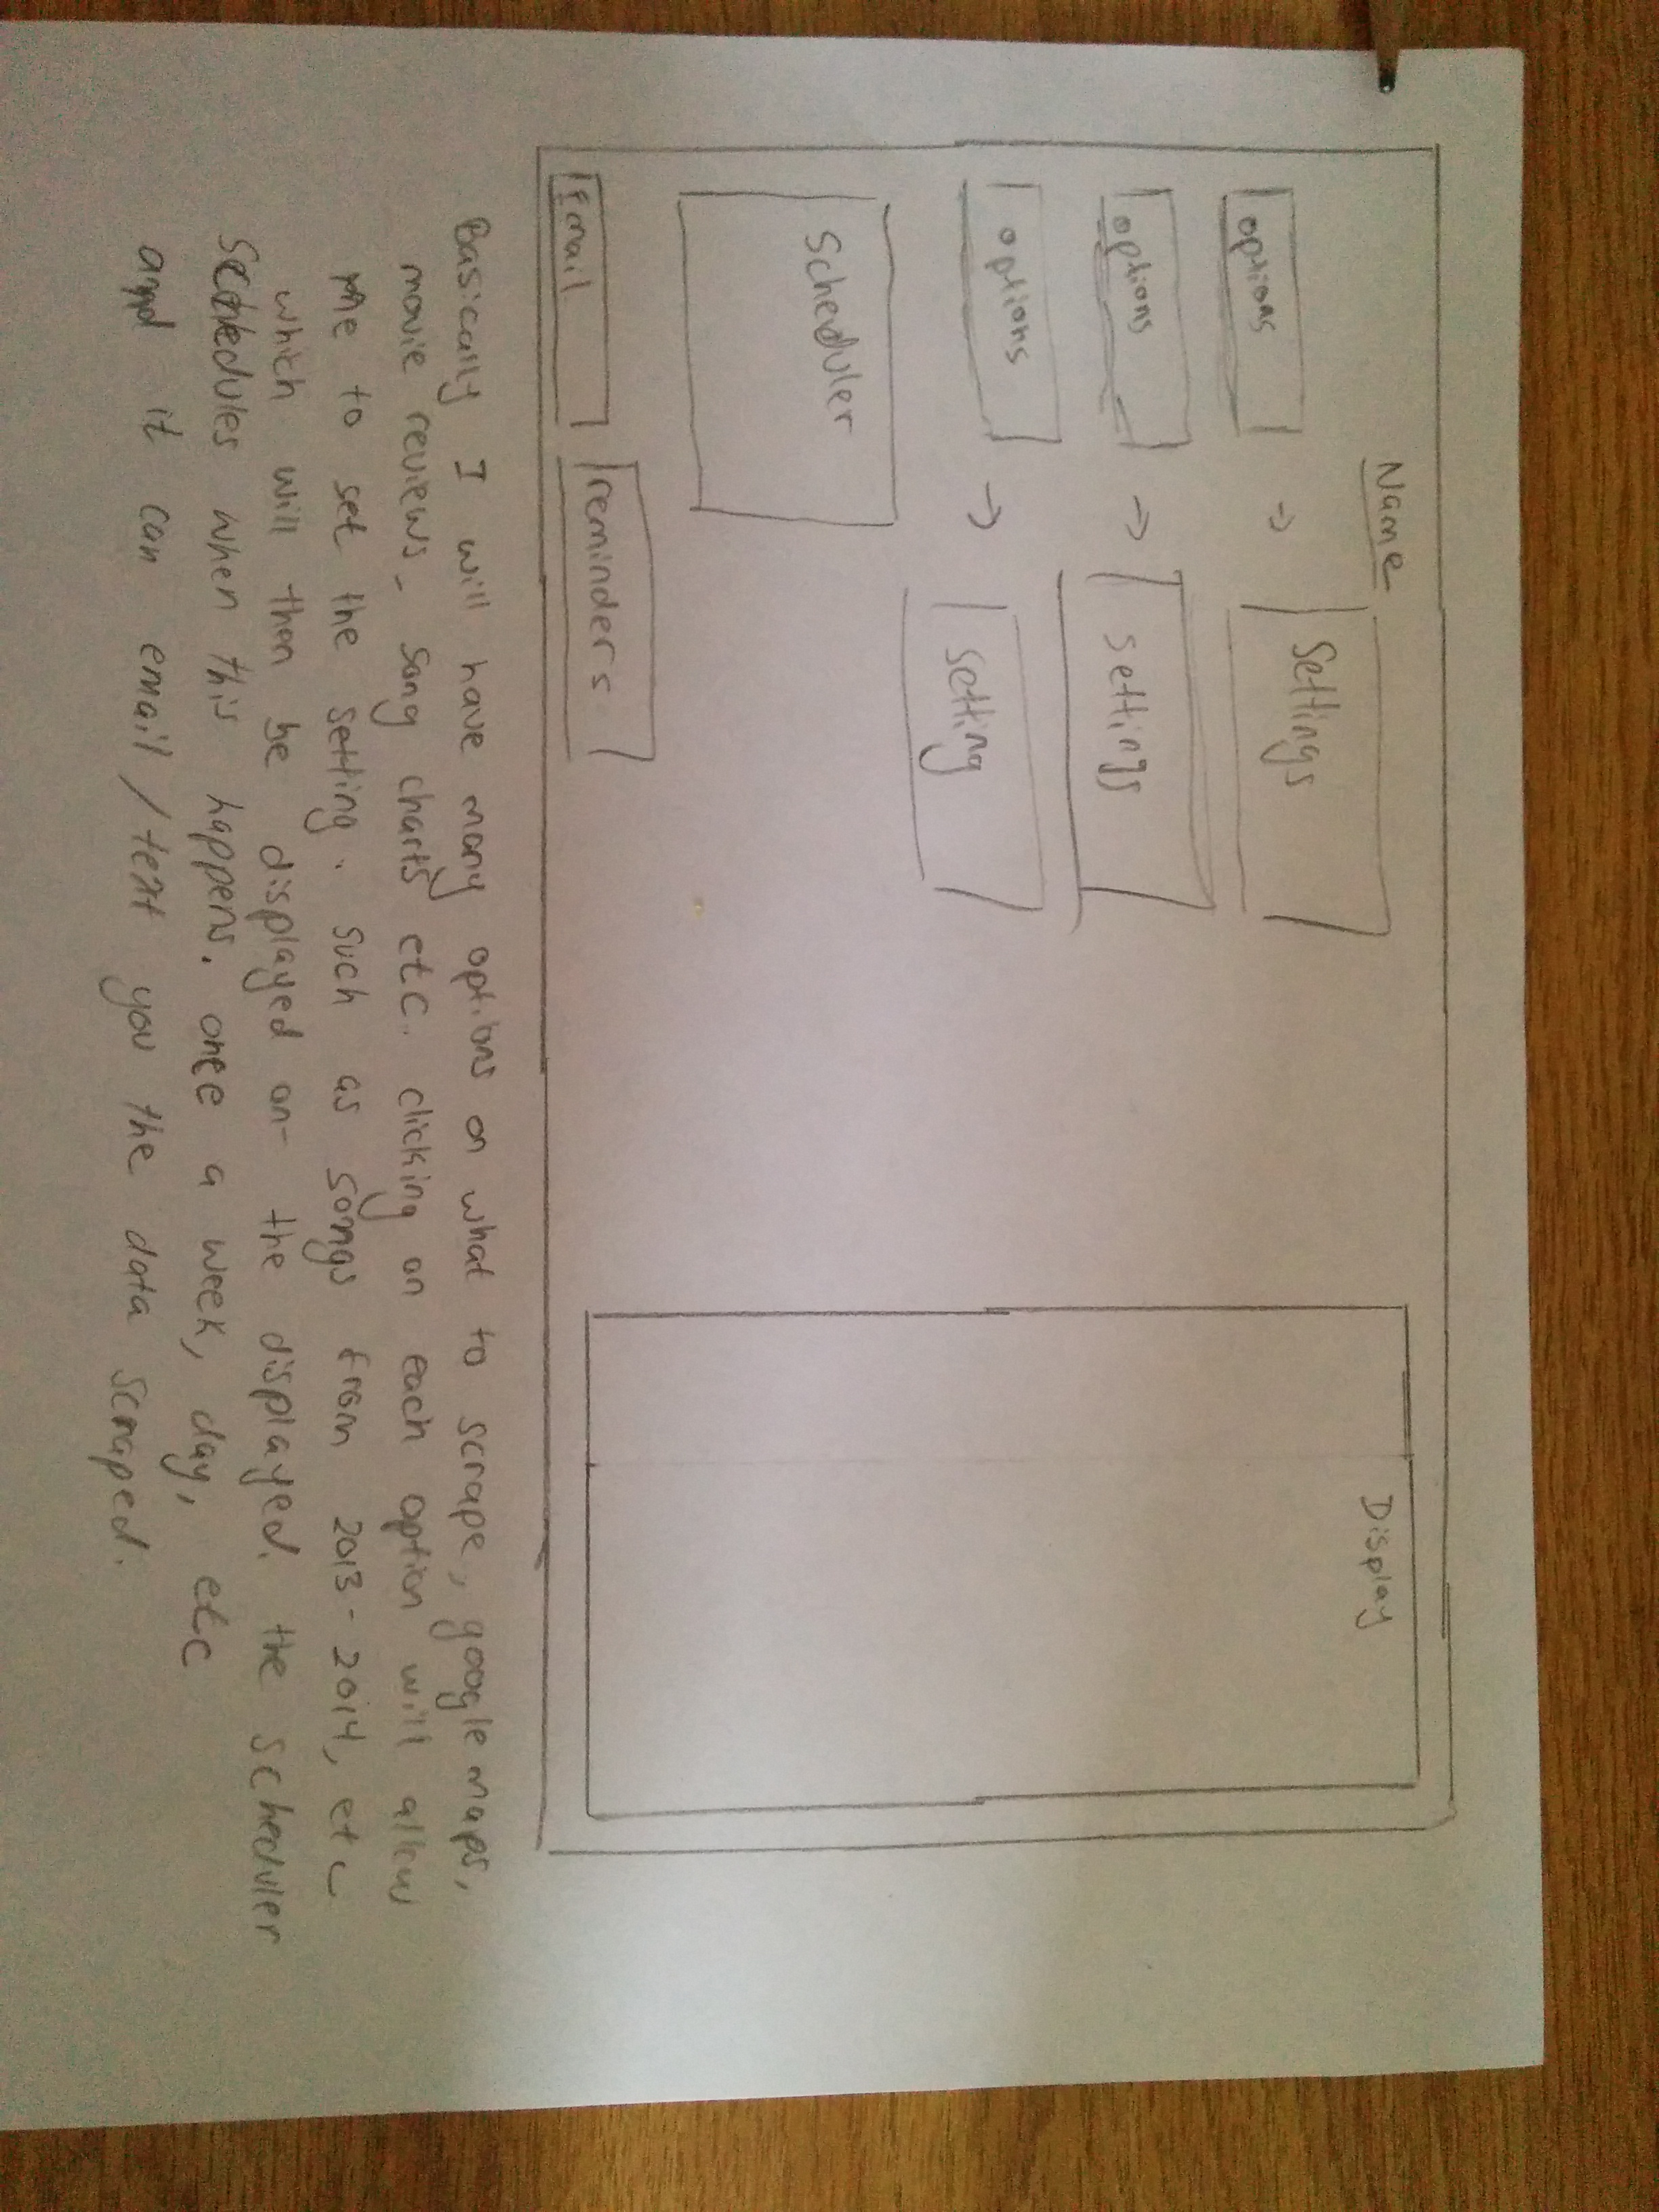 Name
Display
options -> Settings
options -> settings
options -> setting
Scheduler
Email
reminders
Basically I will have many options on what to scrape, google maps,
movie reviews, song charts etc. clicking on each option will allow
me to set the setting. such as songs from 2013-2014, etc
which will then be displayed on- the displayed. the scheduler
Schedules when this happens. once a week, day, etc
and it can email/text you the data scraped.